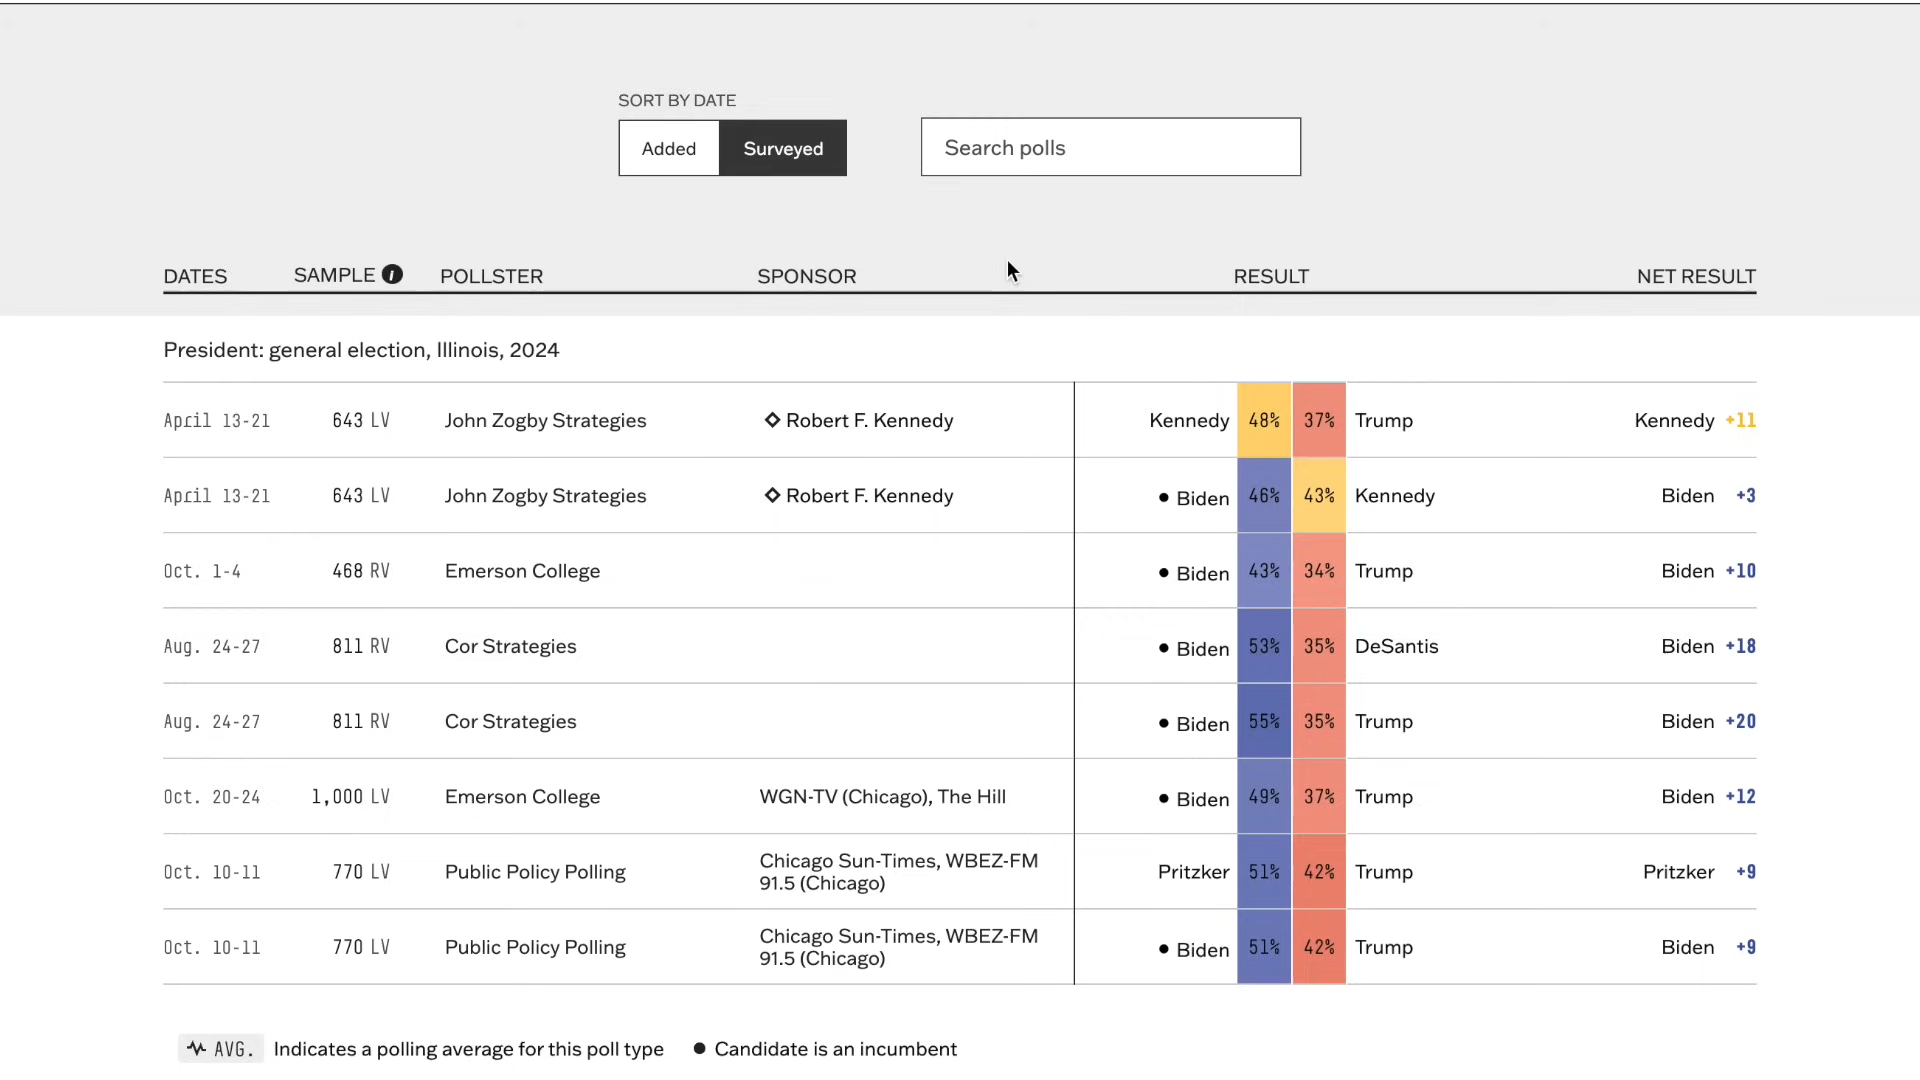 SORT BY DATE
Added Surveyed Search polls
DATES SAMPLE i POLLSTER SPONSOR RESULT NET RESULT
President: general election, Illinois, 2024
April 13-21 643 LV John Zogby Strategies ◇ Robert F. Kennedy Kennedy 48% 37% Trump Kennedy +11
April 13-21 643 LV John Zogby Strategies ◇ Robert F. Kennedy ● Biden 46% 43% Kennedy Biden +3
Oct. 1-4 468 RV Emerson College ● Biden 43% 34% Trump Biden +10
Aug. 24-27 811 RV Cor Strategies ● Biden 53% 35% DeSantis Biden +18
Aug. 24-27 811 RV Cor Strategies ● Biden 55% 35% Trump Biden +20
Oct. 20-24 1,000 LV Emerson College WGN-TV (Chicago), The Hill ● Biden 49% 37% Trump Biden +12
Oct. 10-11 770 LV Public Policy Polling Chicago Sun-Times, WBEZ-FM
91.5 (Chicago) Pritzker 51% 42% Trump Pritzker +9
Oct. 10-11 770 LV Public Policy Polling Chicago Sun-Times, WBEZ-FM
91.5 (Chicago) ● Biden 51% 42% Trump Biden +9
AVG. Indicates a polling average for this poll type ● Candidate is an incumbent